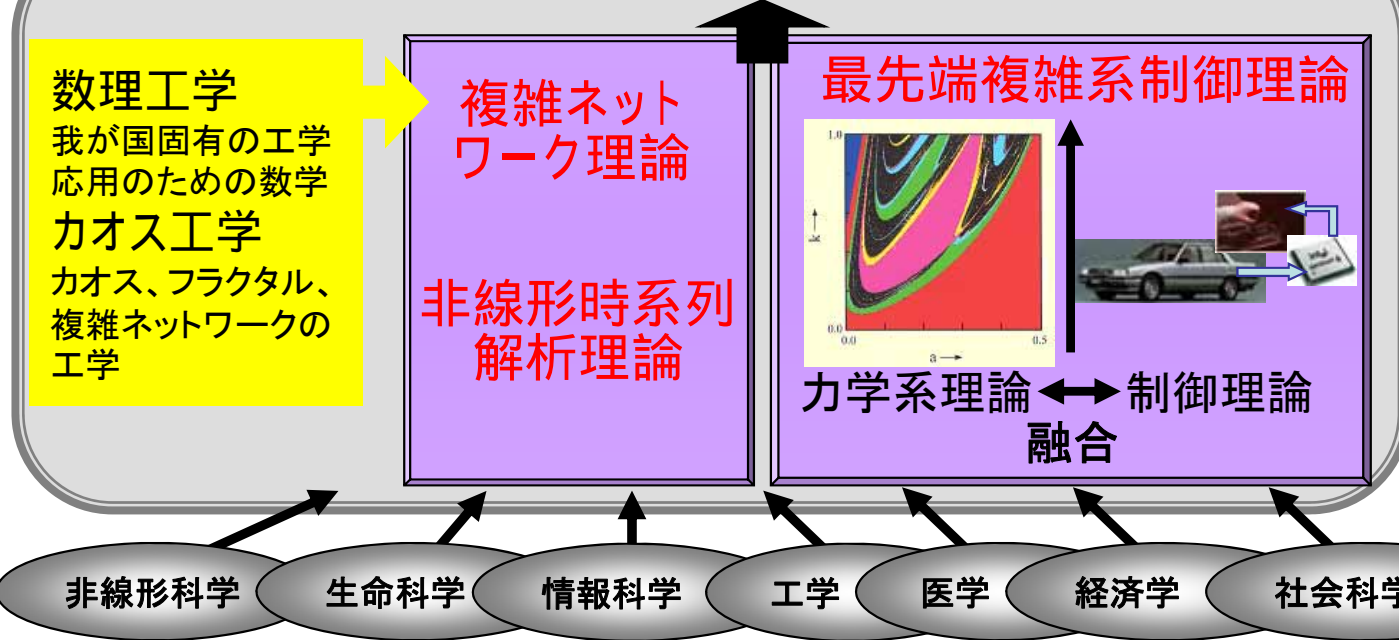 数理工学
我が国固有の工学
応用のための数学
カオス工学
カオス、フラクタル、
複雑ネットワークの
工学
複雑ネット
ワーク理論
非線形時系列
解析理論
最先端複雑系制御理論
1.0
k
0.0
0.0
0.5
a
力学系理論
制御理論
融合
非線形科学
生命科学
情報科学
工学
医学
経済学
社会科学